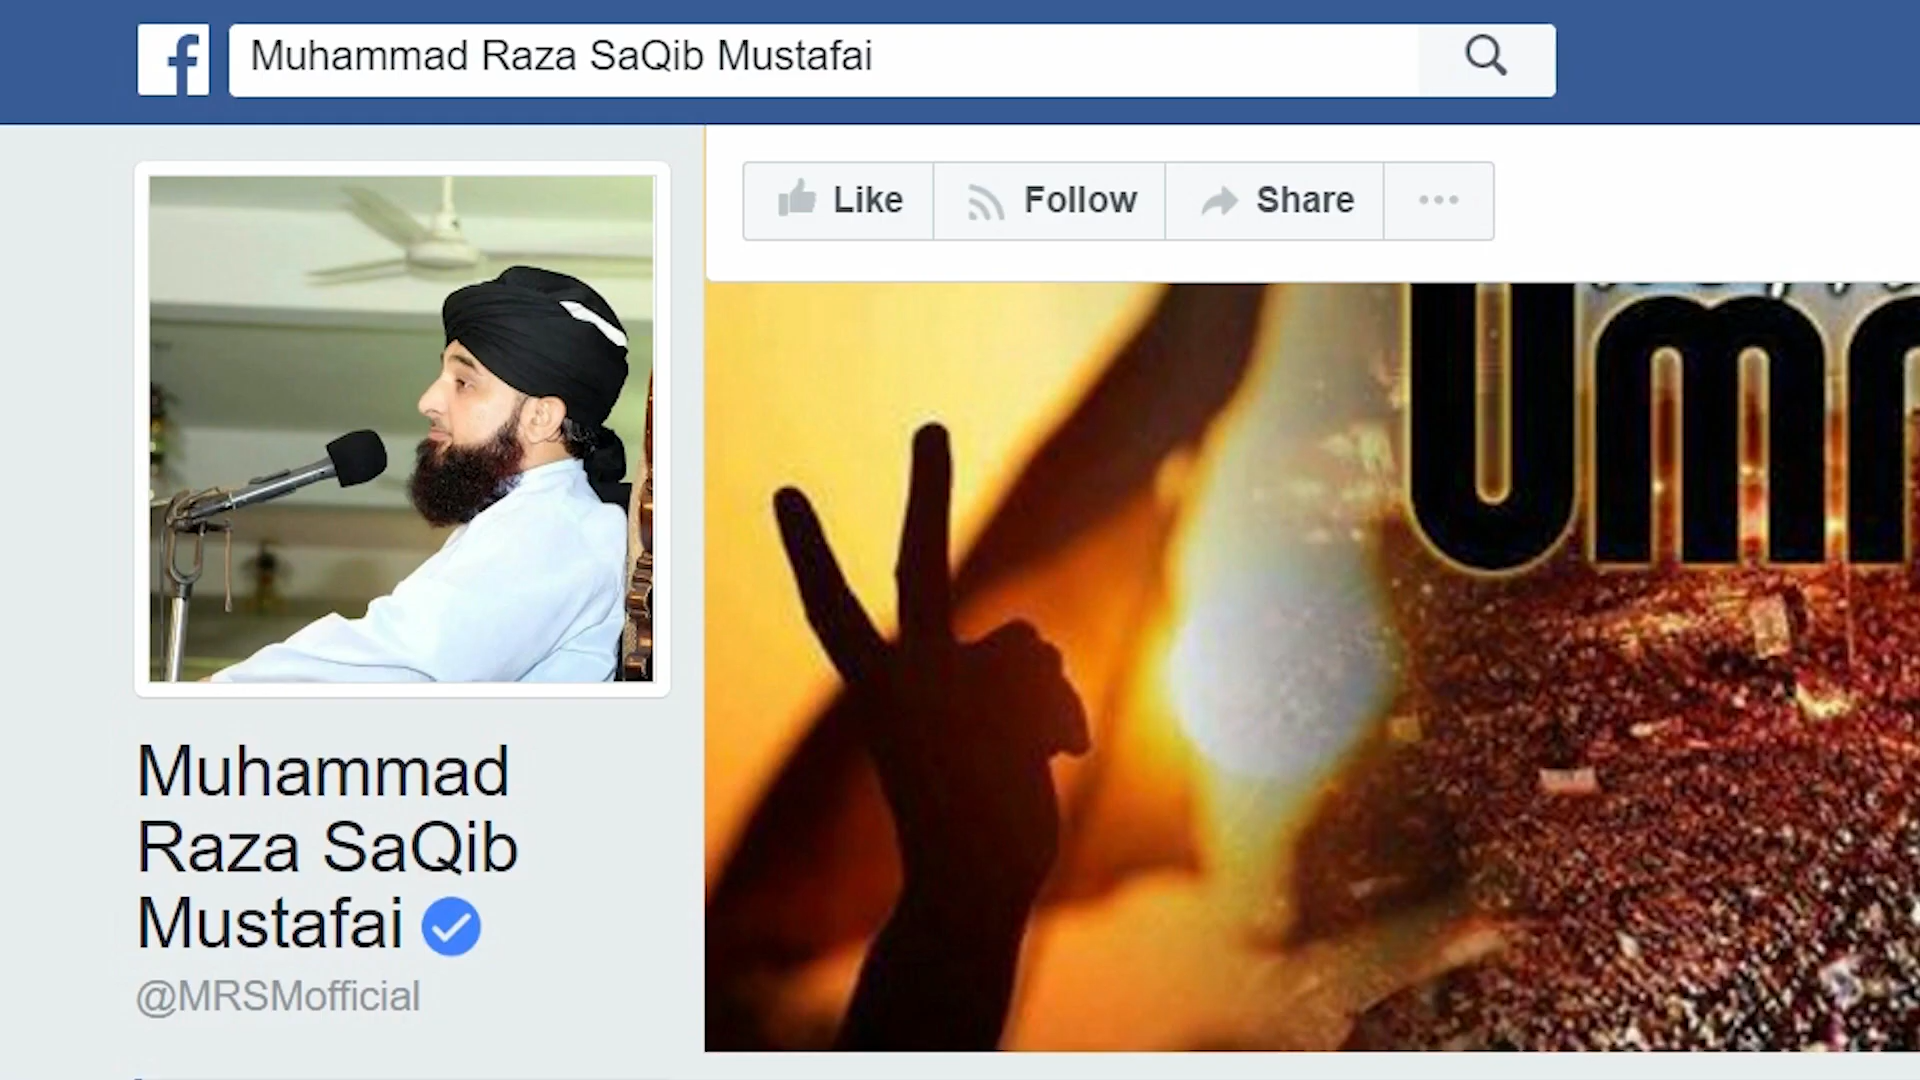 Muhammad Raza SaQib Mustafai
Like Follow Share
Muhammad
Raza SaQib
Mustafai
@MRSMofficial